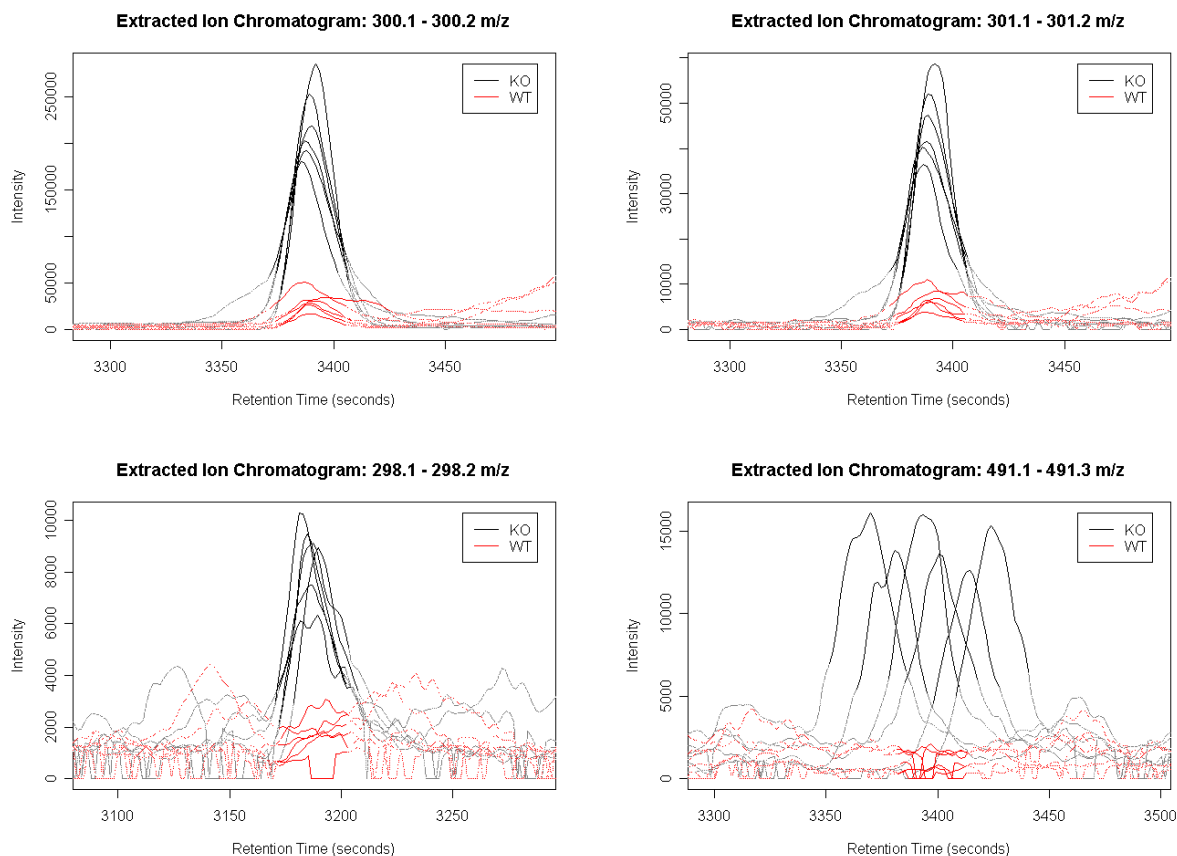 Extracted Ion Chromatogram: 300.1 - 300.2 m/z
KO
WT
Intensity
0
50000
150000
250000
3300
3350
3400
3450
Retention Time (seconds)
Extracted Ion Chromatogram: 301.1 - 301.2 m/z
KO
WT
Intensity
0
10000
30000
50000
3300
3350
3400
3450
Retention Time (seconds)
Extracted Ion Chromatogram: 298.1 - 298.2 m/z
KO
WT
Intensity
0
2000
4000
6000
8000
10000
3100
3150
3200
3250
Retention Time (seconds)
Extracted Ion Chromatogram: 491.1 - 491.3 m/z
KO
WT
Intensity
0
5000
10000
15000
3300
3350
3400
3450
3500
Retention Time (seconds)